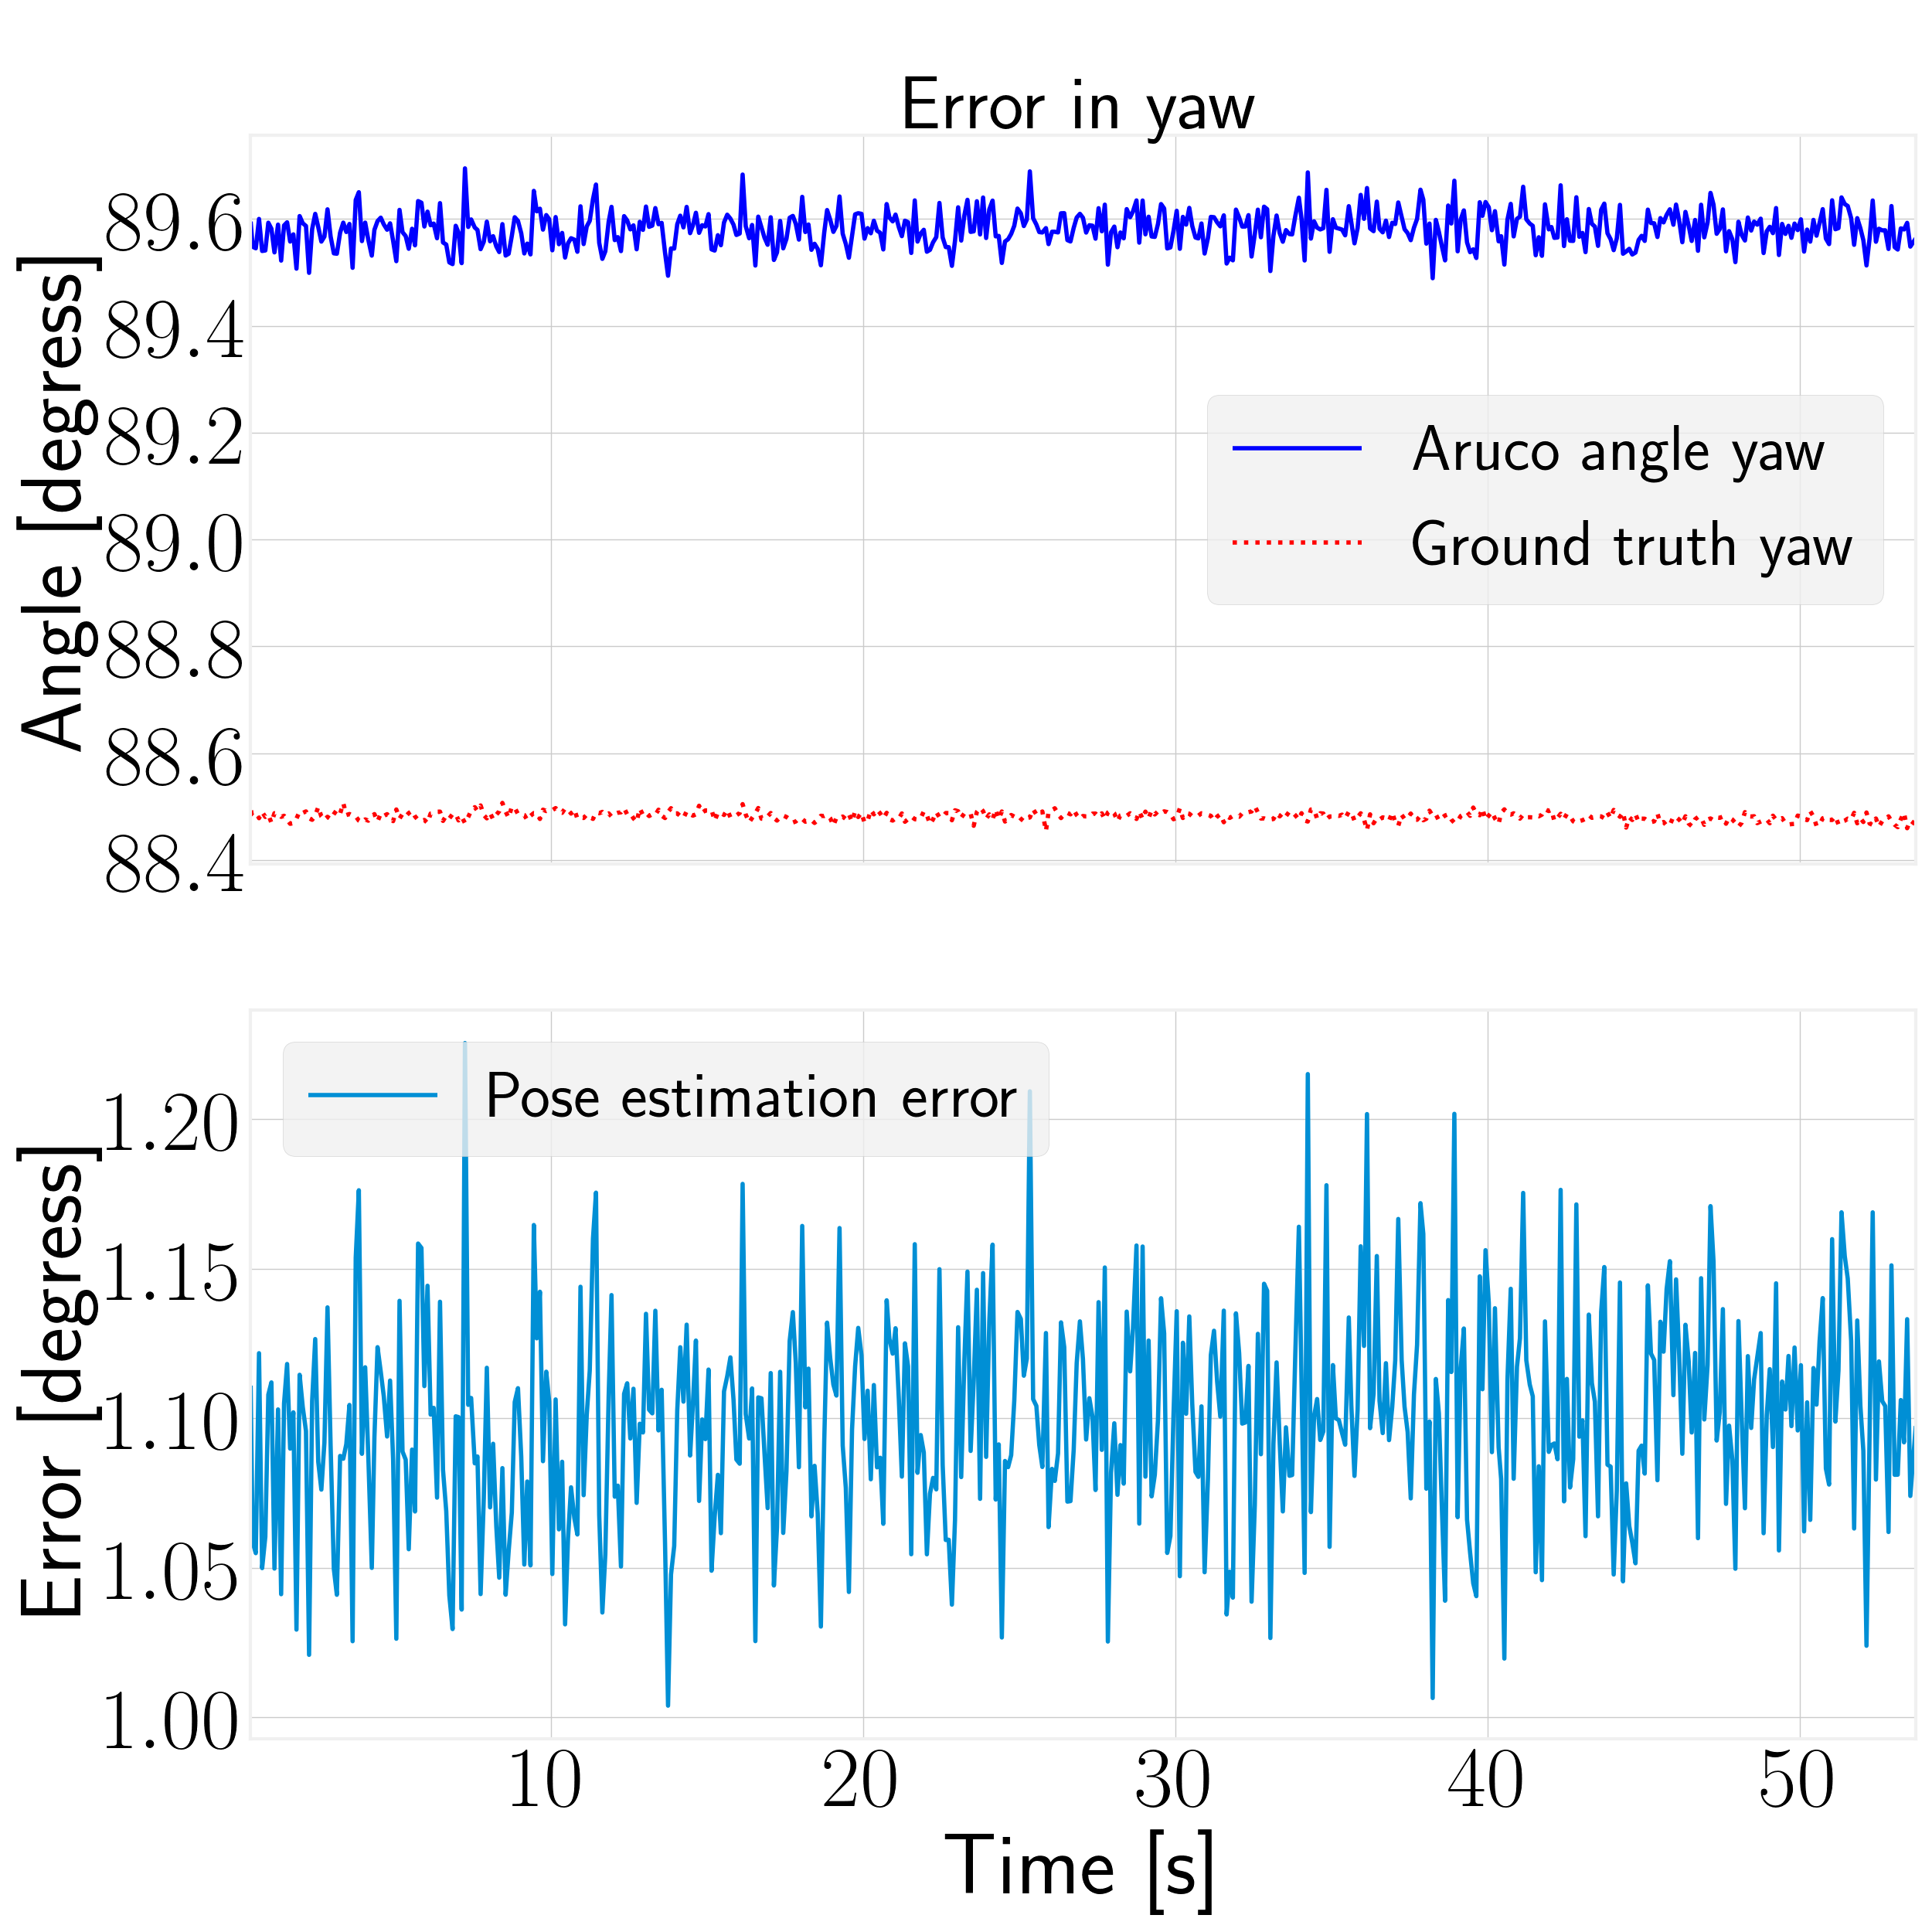 Error in yaw
Angle [degress]
89.6
89.4
89.2
89.0
88.8
88.6
88.4
Aruco angle yaw
Ground truth yaw
Error [degress]
1.20
1.15
1.10
1.05
1.00
Pose estimation error
10 20 30 40 50
Time [s]